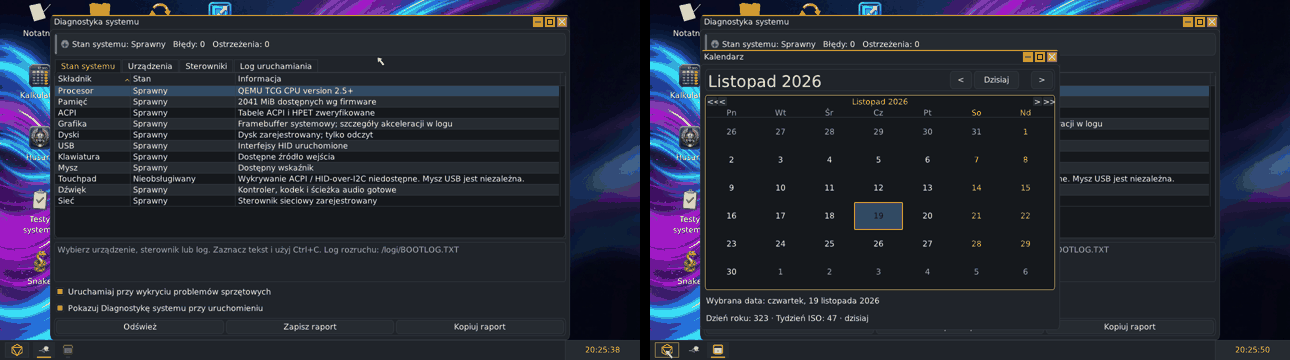 Notatn
Kalkula
Husar
Testy
system
Snake
Diagnostyka systemu
Stan systemu: Sprawny Błędy: 0 Ostrzeżenia: 0
Stan systemu Urządzenia Sterowniki Log uruchamiania
Składnik Stan Informacja
Procesor Sprawny QEMU TCG CPU version 2.5+
Pamięć Sprawny 2041 MiB dostępnych wg firmware
ACPI Sprawny Tabele ACPI i HPET zweryfikowane
Grafika Sprawny Framebuffer systemowy; szczegóły akceleracji w logu
Dyski Sprawny Dysk zarejestrowany; tylko odczyt
USB Sprawny Interfejsy HID uruchomione
Klawiatura Sprawny Dostępne źródło wejścia
Mysz Sprawny Dostępny wskaźnik
Touchpad Nieobsługiwany Wykrywanie ACPI / HID-over-I2C niedostępne. Mysz USB jest niezależna.
Dźwięk Sprawny Kontroler, kodek i ścieżka audio gotowe
Sieć Sprawny Sterownik sieciowy zarejestrowany
Wybierz urządzenie, sterownik lub log. Zaznacz tekst i użyj Ctrl+C. Log rozruchu: /logi/BOOTLOG.TXT
Uruchamiaj przy wykryciu problemów sprzętowych
Pokazuj Diagnostykę systemu przy uruchomieniu
Odśwież Zapisz raport Kopiuj raport
20:25:38
Notatn
Kalkula
Testy
system
Snake
Diagnostyka systemu
Stan systemu: Sprawny Błędy: 0 Ostrzeżenia: 0
Kalendarz
Listopad 2026 < Dzisiaj >
<<< Listopad 2026 > >>
Pn Wt Śr Cz Pt So Nd
26 27 28 29 30 31 1
2 3 4 5 6 7 8
9 10 11 12 13 14 15
16 17 18 19 20 21 22
23 24 25 26 27 28 29
30 1 2 3 4 5 6
Wybrana data: czwartek, 19 listopada 2026
Dzień roku: 323 · Tydzień ISO: 47 · dzisiaj
acji w logu
ne. Mysz USB jest niezależna.
OTLOG.TXT
Kopiuj raport
20:25:50